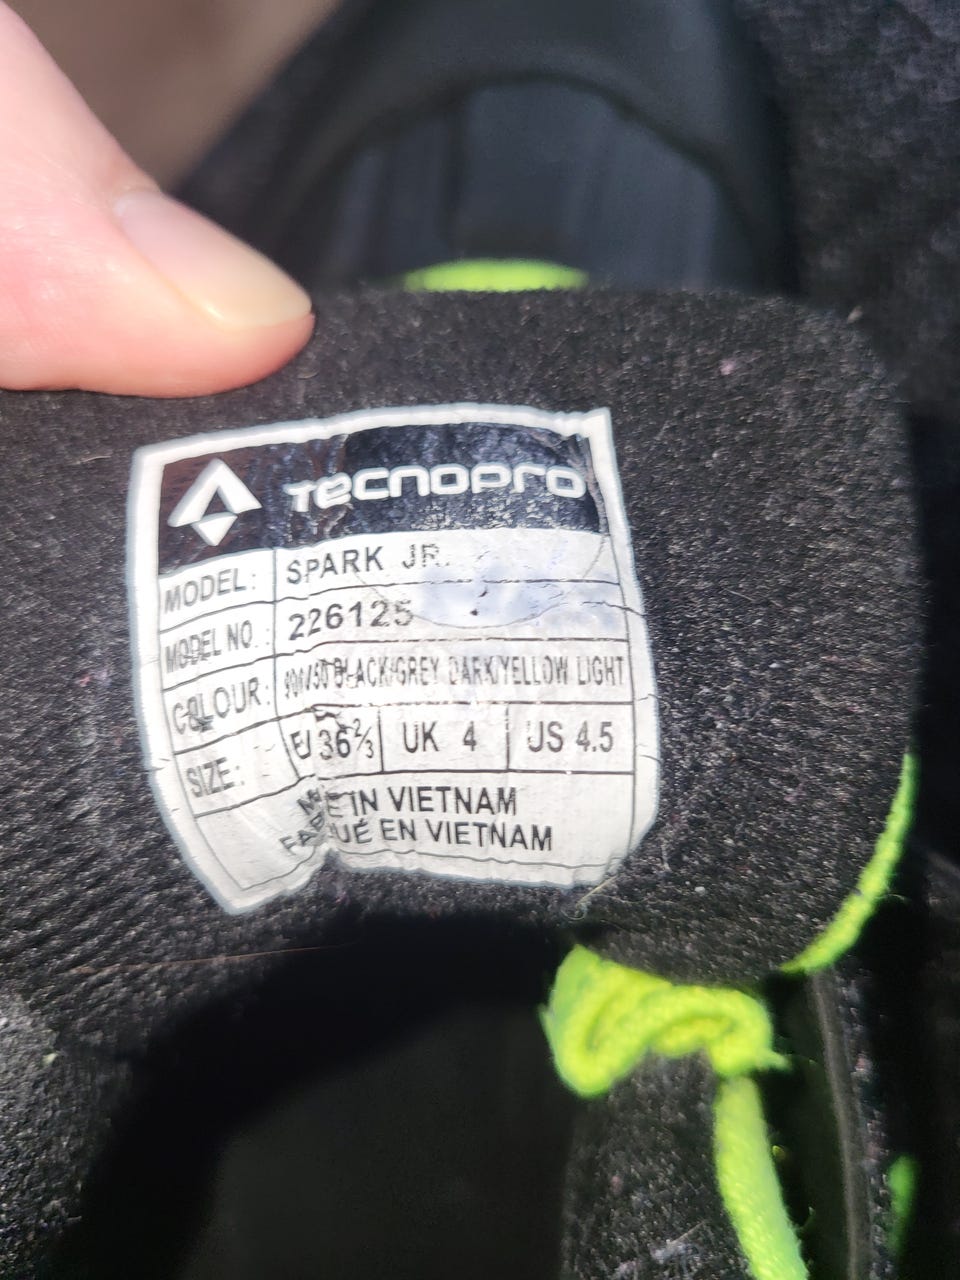 TECNOPRO
MODEL: SPARK JR.
MODEL NO.: 226125
COLOUR: BLACK/GREY DARK/YELLOW LIGHT
SIZE: EU 36⅔ UK 4 US 4.5
IN VIETNAM
EN VIETNAM